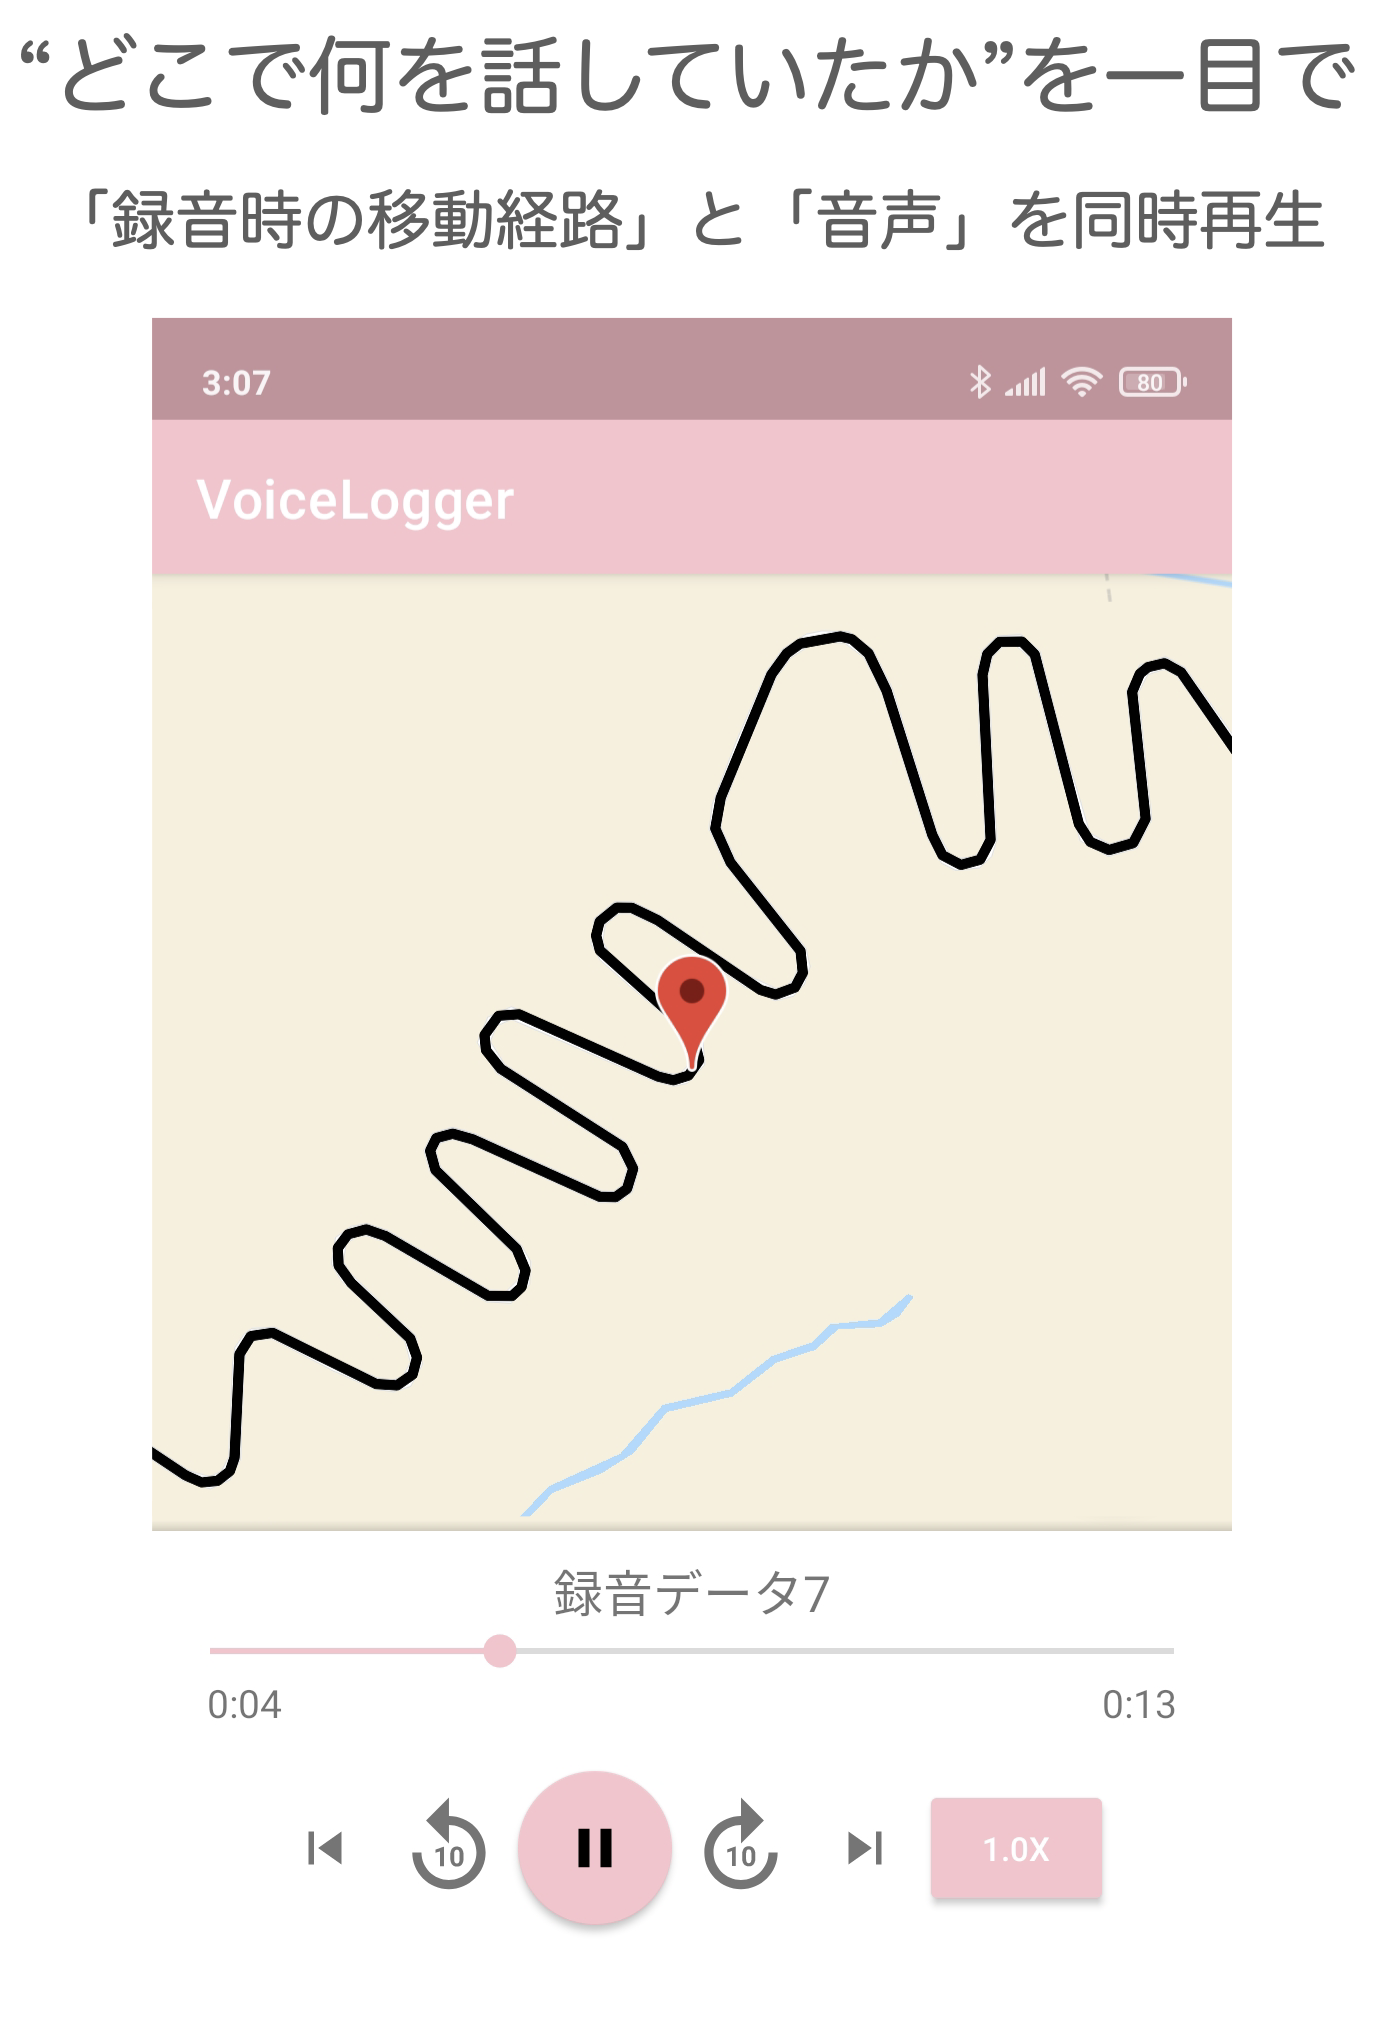 “どこで何を話していたか”を一目で
「録音時の移動経路」と「音声」を同時再生
3:07 80
VoiceLogger
録音データ7
0:04 0:13
10 10 1.0X